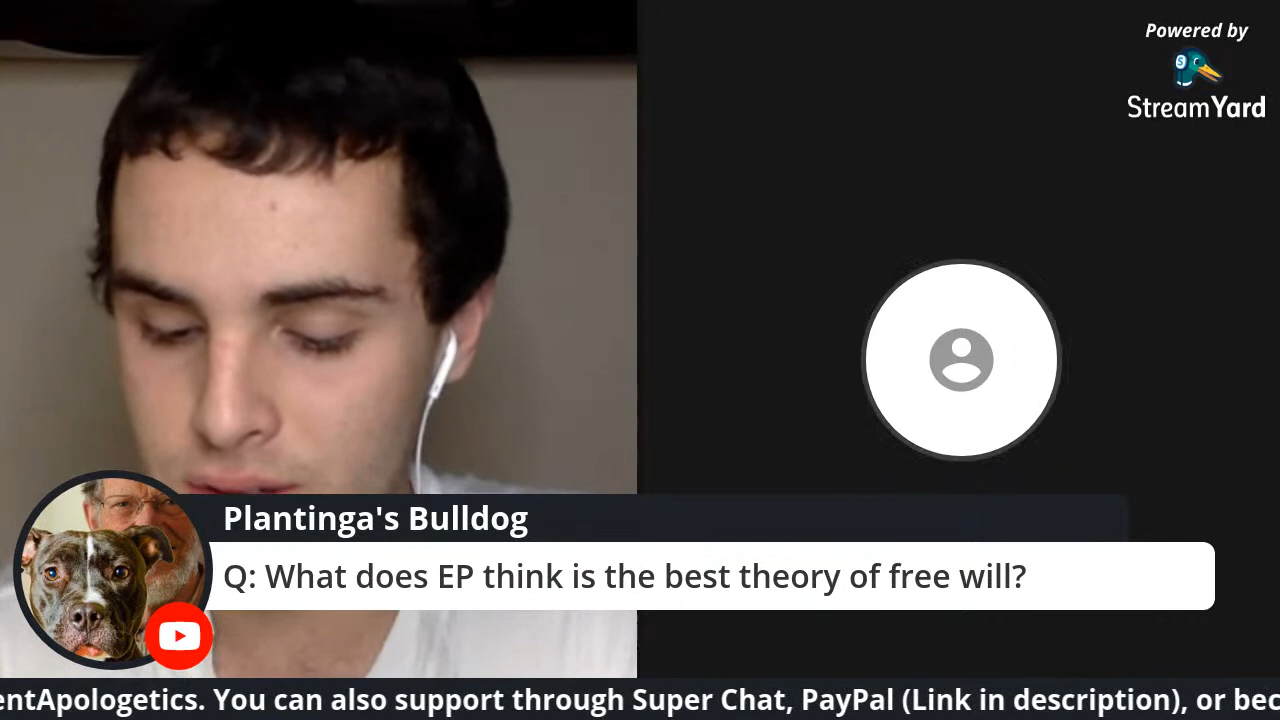 Powered by
StreamYard
Plantinga's Bulldog
Q: What does EP think is the best theory of free will?
entApologetics. You can also support through Super Chat, PayPal (Link in description), or bec